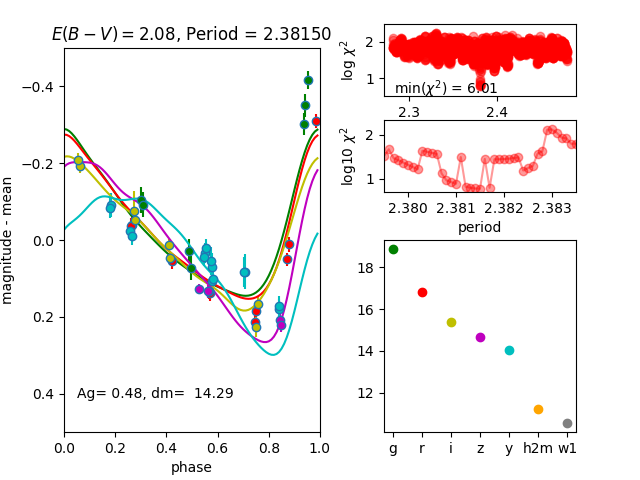 E(B − V) = 2.08, Period = 2.38150
−0.4
−0.2
0.0
0.2
0.4
magnitude - mean
Ag= 0.48, dm=  14.29
0.0 0.2 0.4 0.6 0.8 1.0
phase
log χ²
2
1
min(χ²) = 6.01
2.3 2.4
log10 χ²
2
1
2.380 2.381 2.382 2.383
period
18
16
14
12
g r i z y h2m w1